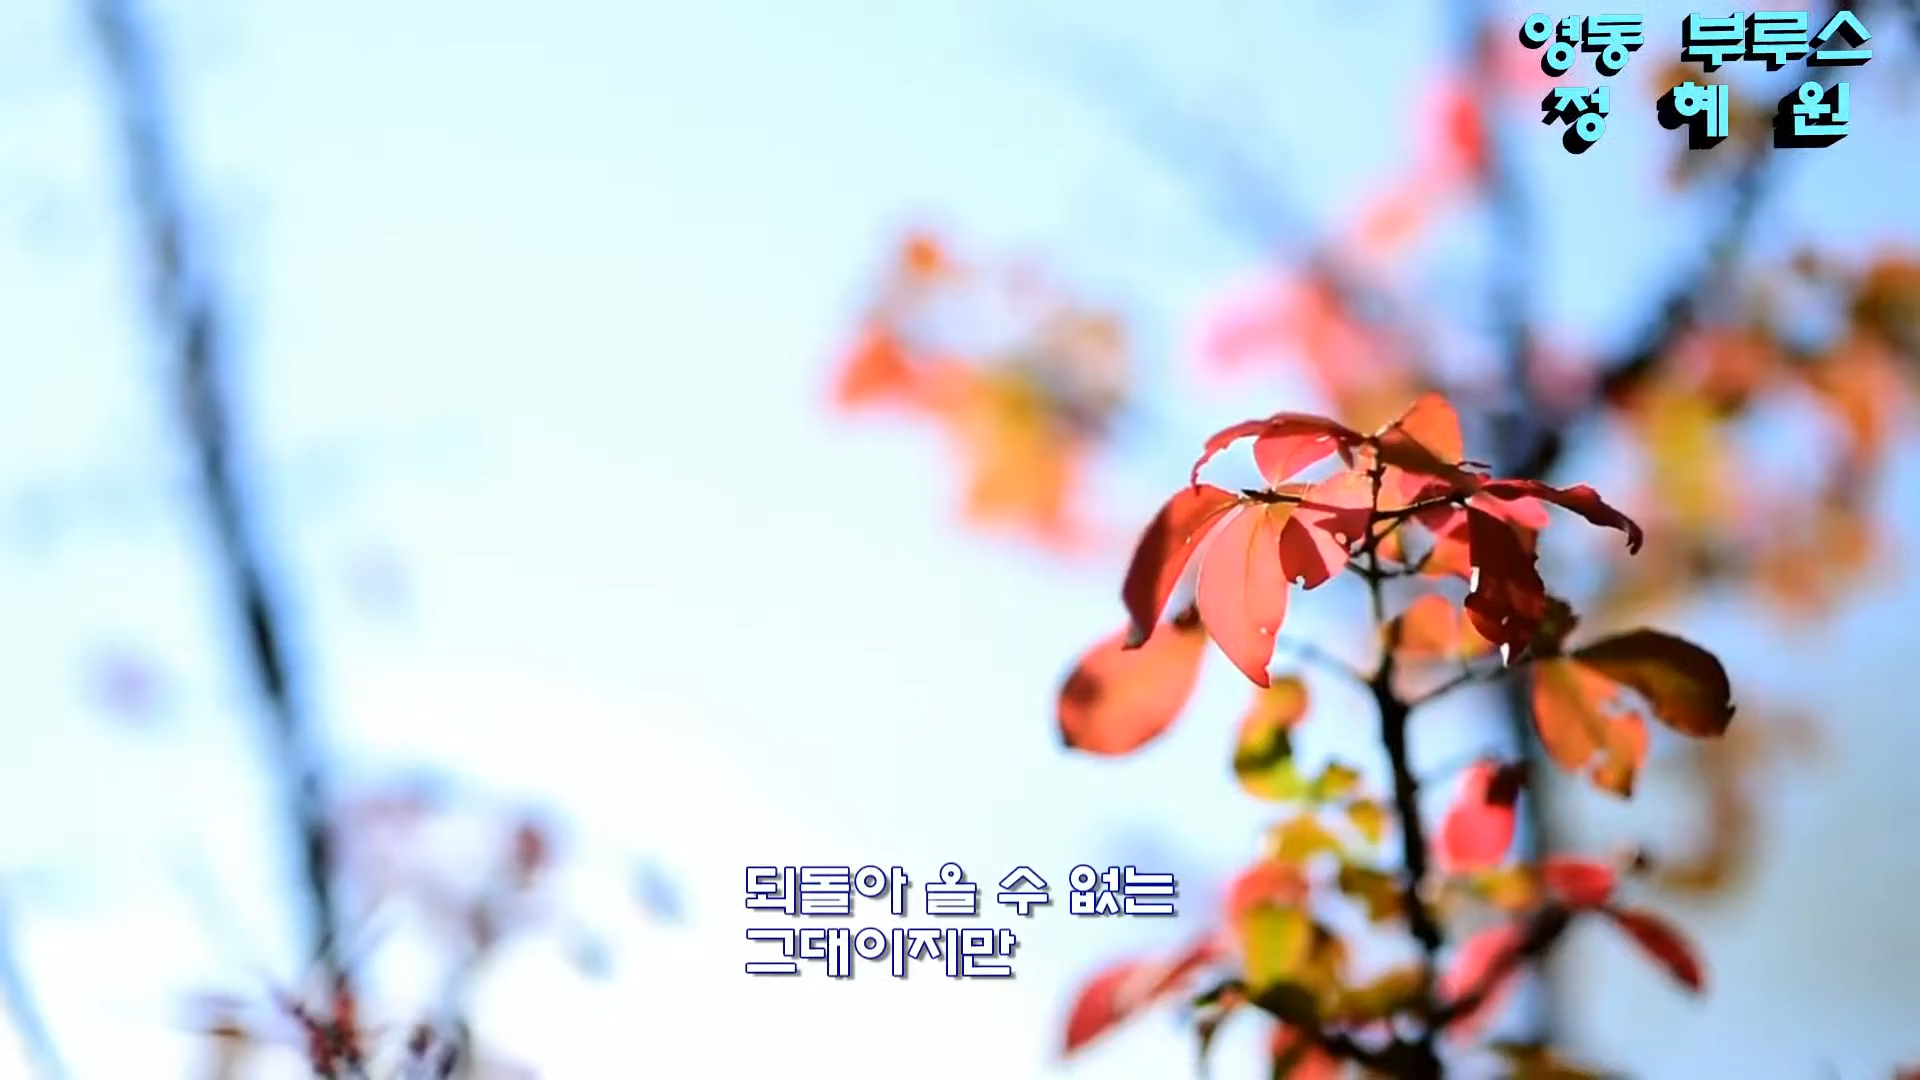 영동 부루스
정 혜 원
되돌아 올 수 없는
그대이지만